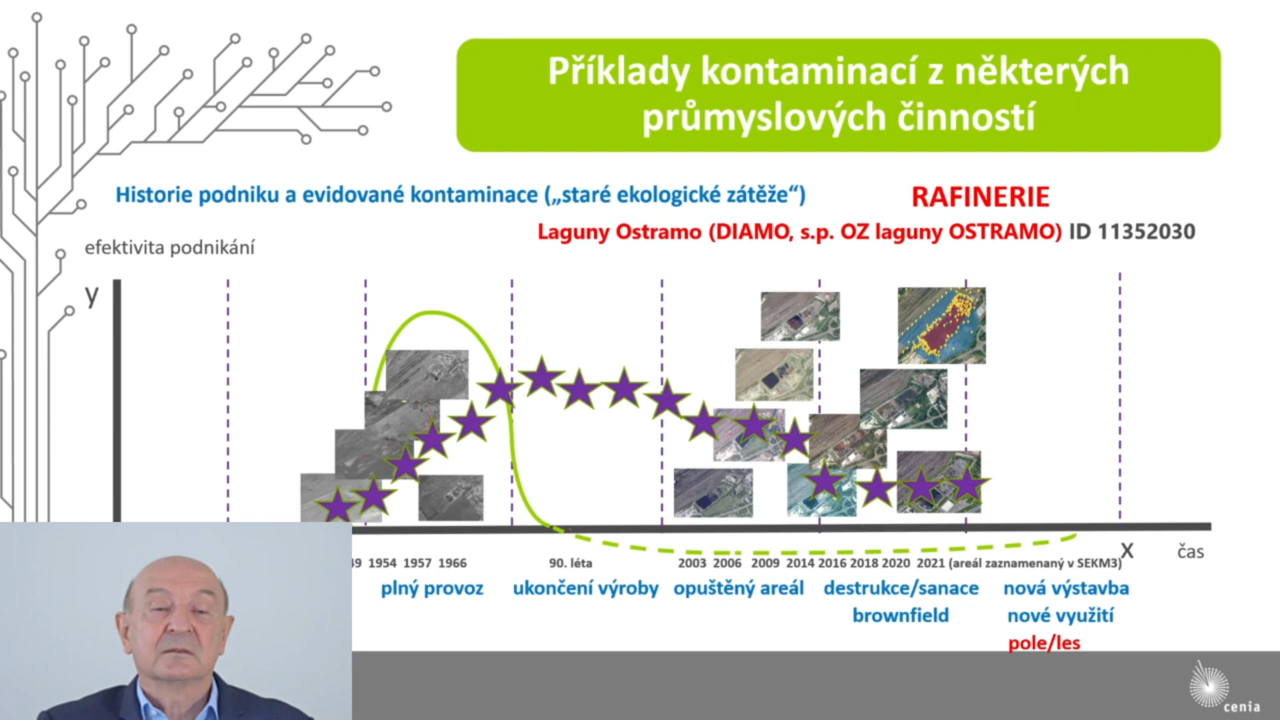 Příklady kontaminací z některých
průmyslových činností
Historie podniku a evidované kontaminace („staré ekologické zátěže“)
RAFINERIE
Laguny Ostramo (DIAMO, s.p. OZ laguny OSTRAMO) ID 11352030
efektivita podnikání
y
X
čas
49 1954 1957 1966
90. léta
2003 2006 2009 2014 2016 2018 2020 2021 (areál zaznamenaný v SEKM3)
plný provoz
ukončení výroby
opuštěný areál
destrukce/sanace
brownfield
nová výstavba
nové využití
pole/les
cenia